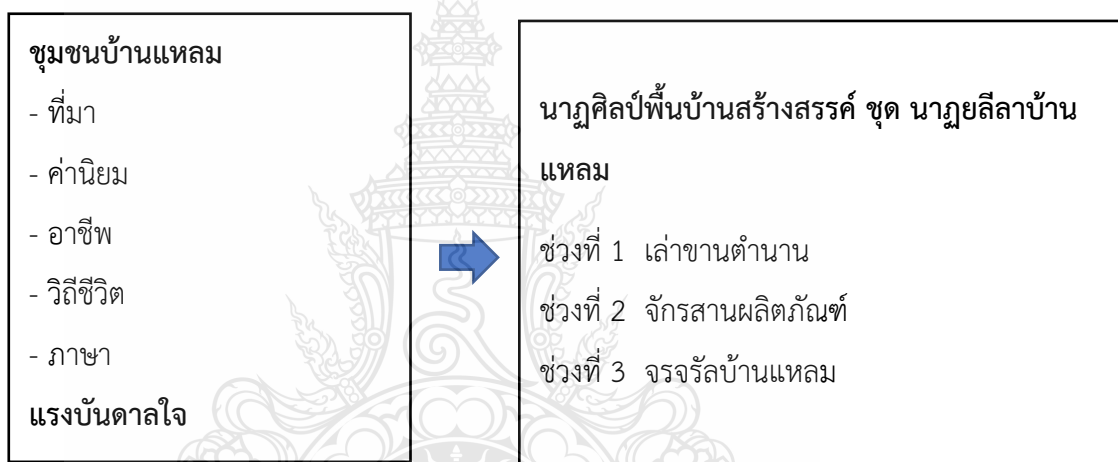 ชุมชนบ้านแหลม
- ที่มา
- ค่านิยม
- อาชีพ
- วิถีชีวิต
- ภาษา
แรงบันดาลใจ
นาฏศิลป์พื้นบ้านสร้างสรรค์ ชุด นาฏยลีลาบ้าน
แหลม
ช่วงที่ 1 เล่าขานตำนาน
ช่วงที่ 2 จักรสานผลิตภัณฑ์
ช่วงที่ 3 จรจรัลบ้านแหลม